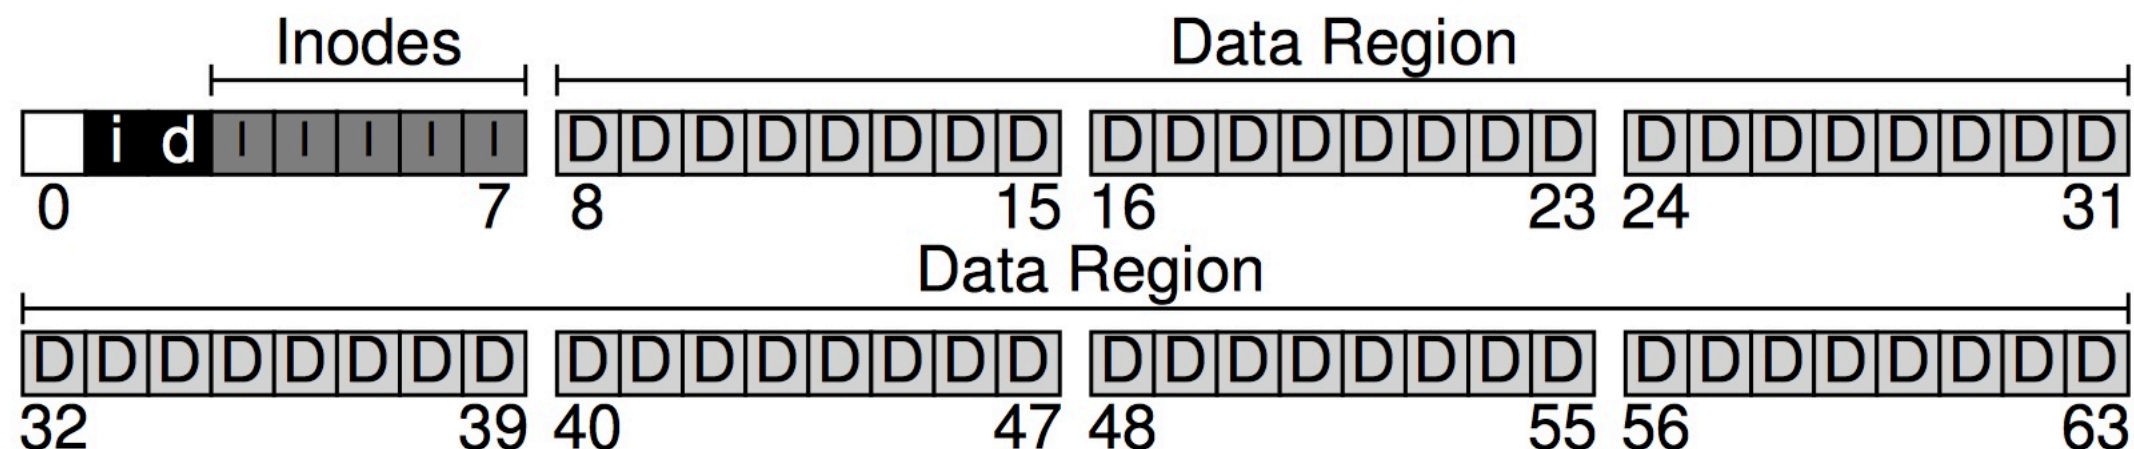 Inodes Data Region
i d I I I I I D D D D D D D D D D D D D D D D D D D D D D D D
0 7 8 15 16 23 24 31
Data Region
D D D D D D D D D D D D D D D D D D D D D D D D D D D D D D D D
32 39 40 47 48 55 56 63